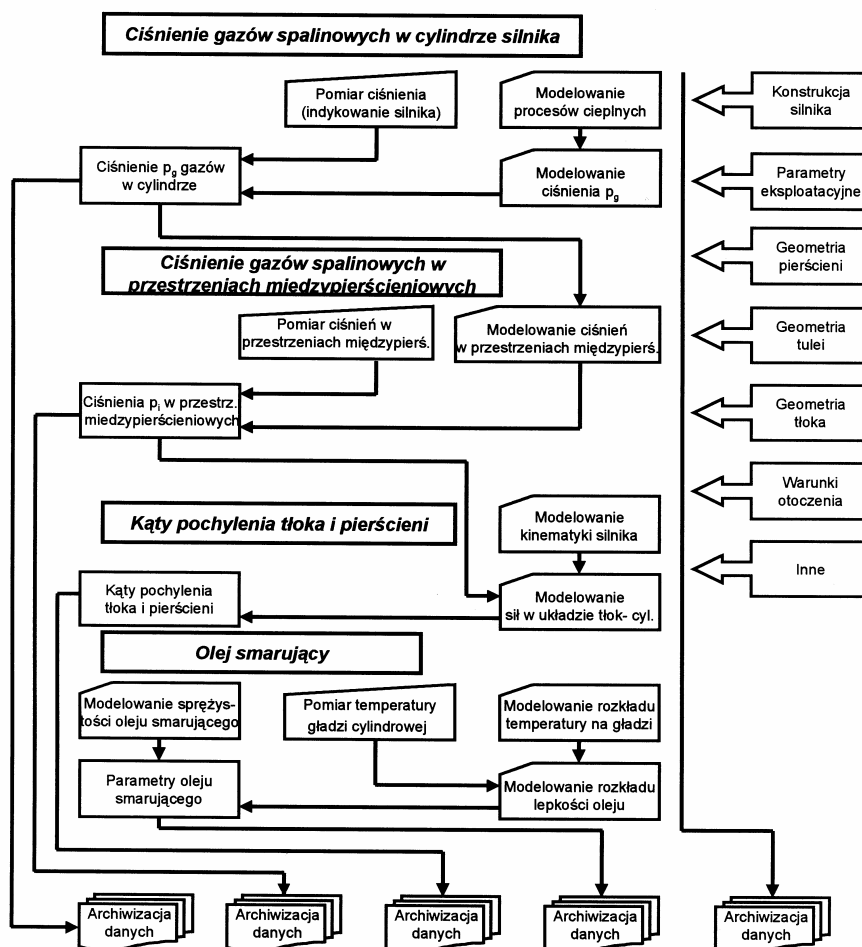 Ciśnienie gazów spalinowych w cylindrze silnika
Pomiar ciśnienia
(indykowanie silnika)
Modelowanie
procesów cieplnych
Konstrukcja
silnika
Ciśnienie pg gazów
w cylindrze
Modelowanie
ciśnienia pg
Parametry
eksploatacyjne
Ciśnienie gazów spalinowych w
przestrzeniach miedzypierścieniowych
Geometria
pierścieni
Pomiar ciśnień w
przestrzeniach międzypierś.
Modelowanie ciśnień
w przestrzeniach międzypierś.
Geometria
tulei
Ciśnienia pi w przestrz.
miedzypierścieniowych
Geometria
tłoka
Warunki
otoczenia
Kąty pochylenia tłoka i pierścieni
Modelowanie
kinematyki silnika
Inne
Kąty pochylenia
tłoka i pierścieni
Modelowanie
sił w układzie tłok- cyl.
Olej smarujący
Modelowanie spręży-
tości oleju smarującego
Pomiar temperatury
gładzi cylindrowej
Modelowanie rozkładu
temperatury na gładzi
Parametry oleju
smarującego
Modelowanie rozkładu
lepkości oleju
Archiwizacja
danych
Archiwizacja
danych
Archiwizacja
danych
Archiwizacja
danych
Archiwizacja
danych